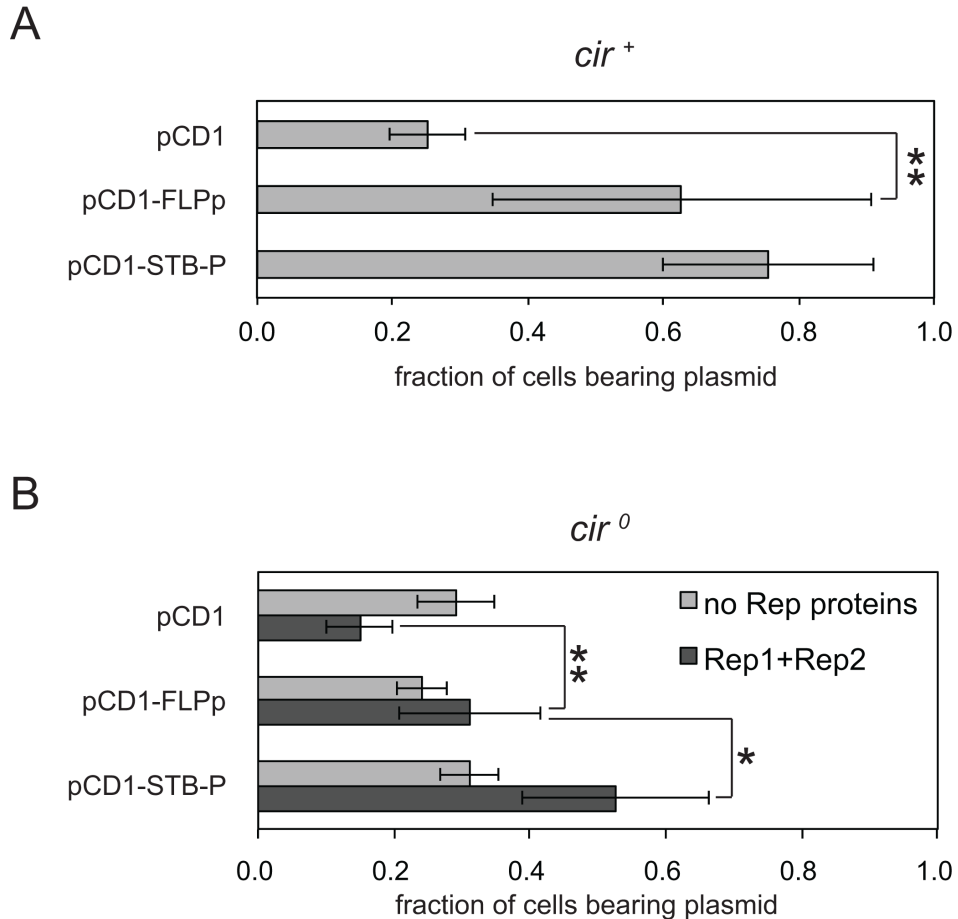 A
cir +
pCD1
pCD1-FLPp
pCD1-STB-P
**
0.0 0.2 0.4 0.6 0.8 1.0
fraction of cells bearing plasmid
B
cir 0
pCD1
pCD1-FLPp
pCD1-STB-P
no Rep proteins
Rep1+Rep2
**
*
0.0 0.2 0.4 0.6 0.8 1.0
fraction of cells bearing plasmid